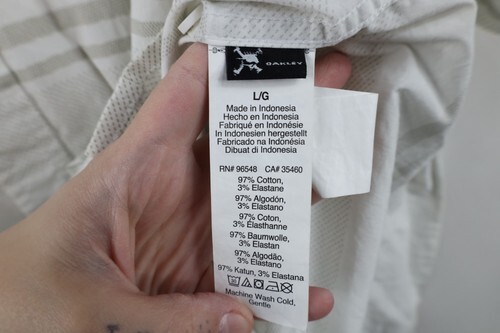 OAKLEY
L/G
Made in Indonesia
Hecho en Indonesia
Fabriqué en Indonésie
In Indonesien hergestellt
Fabricado na Indonésia
Dibuat di Indonesia
RN# 96548 CA# 35460
97% Cotton,
3% Elastane
97% Algodón,
3% Elastano
97% Coton,
3% Élasthanne
97% Baumwolle,
3% Elastan
97% Algodão,
3% Elastano
97% Katun, 3% Elastana
Machine Wash Cold,
Gentle